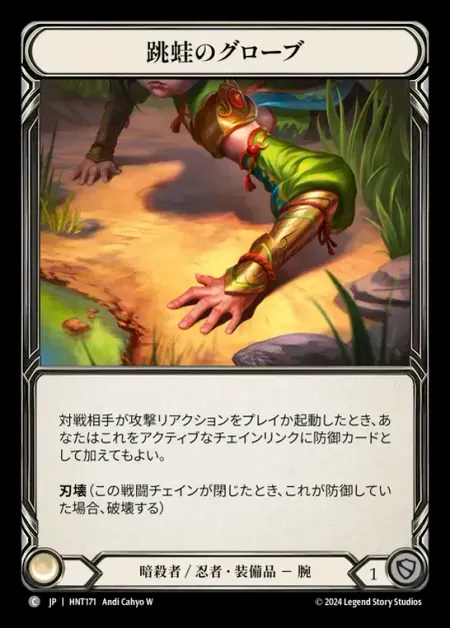 跳蛙のグローブ
対戦相手が攻撃リアクションをプレイか起動したとき、あ
なたはこれをアクティブなチェインリンクに防御カードと
して加えてもよい。
刃壊（この戦闘チェインが閉じたとき、これが防御してい
た場合、破壊する）
暗殺者 / 忍者・装備品 － 腕
1
C JP | HNT171 Andi Cahyo W
© 2024 Legend Story Studios